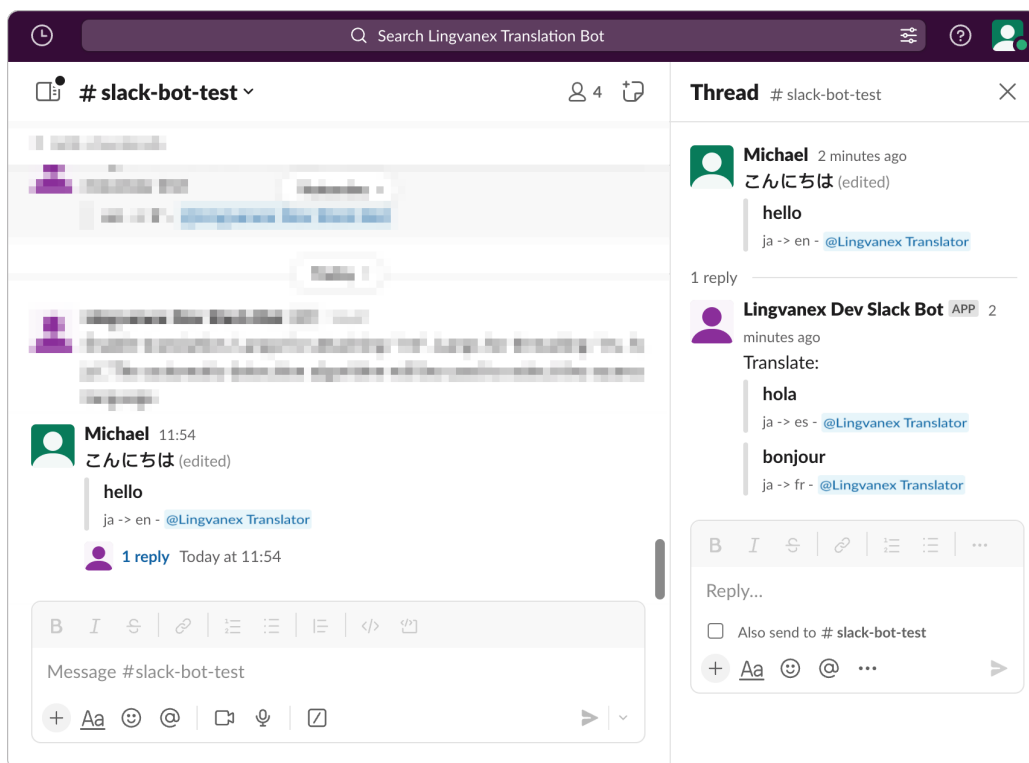 Search Lingvanex Translation Bot
# slack-bot-test
4
Michael 11:54
こんにちは (edited)
hello
ja -> en - @Lingvanex Translator
1 reply Today at 11:54
B I S
Message #slack-bot-test
Aa
Thread # slack-bot-test
Michael 2 minutes ago
こんにちは (edited)
hello
ja -> en - @Lingvanex Translator
1 reply
Lingvanex Dev Slack Bot APP 2
minutes ago
Translate:
hola
ja -> es - @Lingvanex Translator
bonjour
ja -> fr - @Lingvanex Translator
B I S
Reply...
Also send to # slack-bot-test
Aa